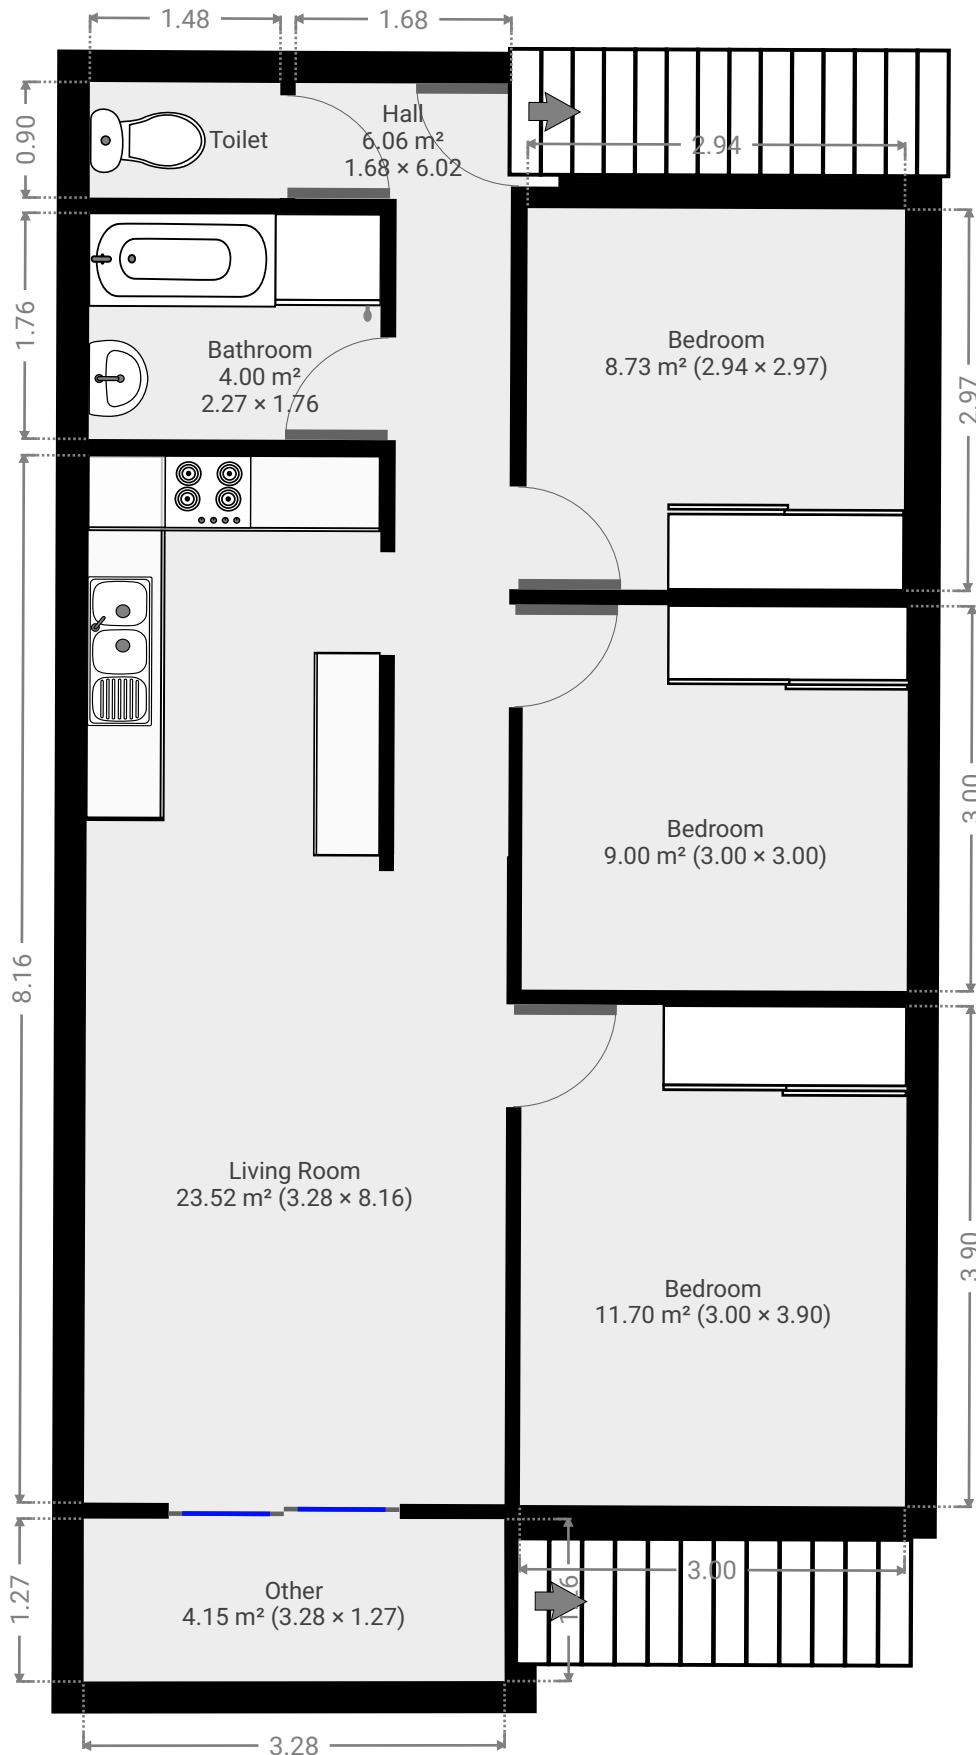 1.48
1.68
0.90
Toilet
Hall
6.06 m²
1.68 × 6.02
2.94
1.76
Bathroom
4.00 m²
2.27 × 1.76
Bedroom
8.73 m² (2.94 × 2.97)
2.97
Bedroom
9.00 m² (3.00 × 3.00)
3.00
8.16
Living Room
23.52 m² (3.28 × 8.16)
Bedroom
11.70 m² (3.00 × 3.90)
3.90
3.00
1.26
1.27
Other
4.15 m² (3.28 × 1.27)
3.28